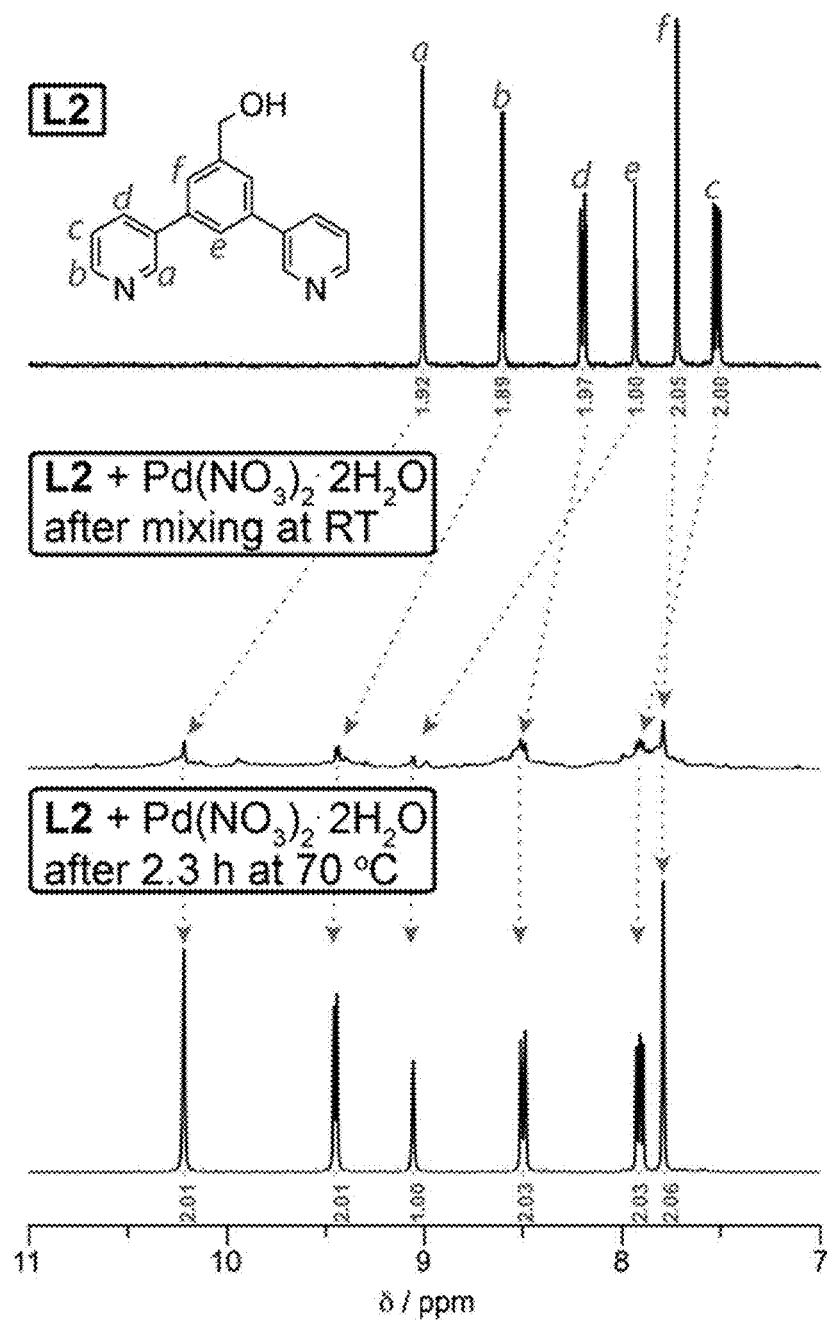 L2
OH
N
N
a
b
c
d
e
f
a
b
d
e
f
c
1.92
1.89
1.97
1.00
2.05
2.00
L2 + Pd(NO3)2· 2H2O
after mixing at RT
L2 + Pd(NO3)2· 2H2O
after 2.3 h at 70 °C
2.01
2.01
1.00
2.03
2.03
2.06
11
10
9
8
7
δ / ppm